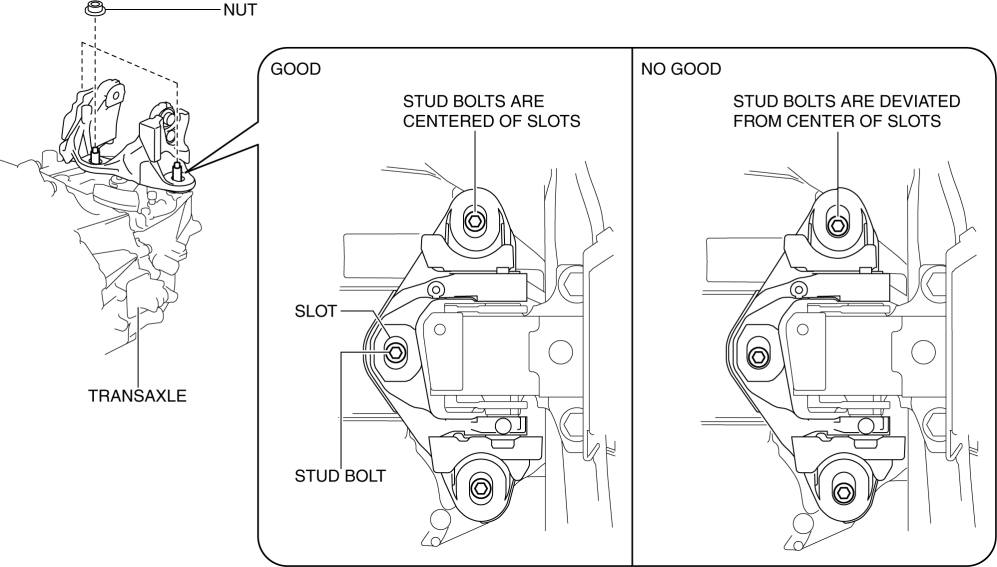 NUT
GOOD
NO GOOD
STUD BOLTS ARE
CENTERED OF SLOTS
STUD BOLTS ARE DEVIATED
FROM CENTER OF SLOTS
SLOT
TRANSAXLE
STUD BOLT